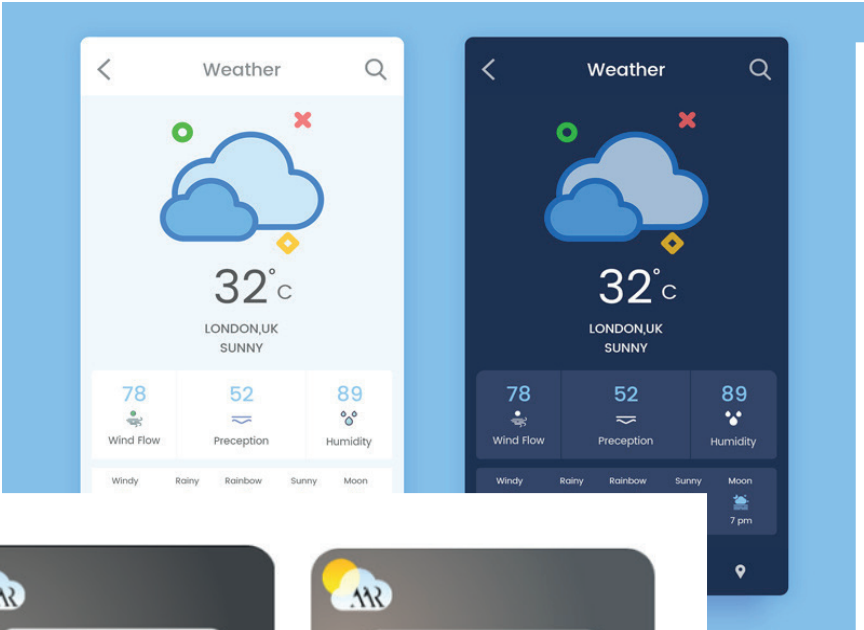 Weather
32°C
LONDON,UK
SUNNY
78 52 89
Wind Flow Preception Humidity
Windy Rainy Rainbow Sunny Moon
Weather
32°C
LONDON,UK
SUNNY
78 52 89
Wind Flow Preception Humidity
Windy Rainy Rainbow Sunny Moon
7 pm